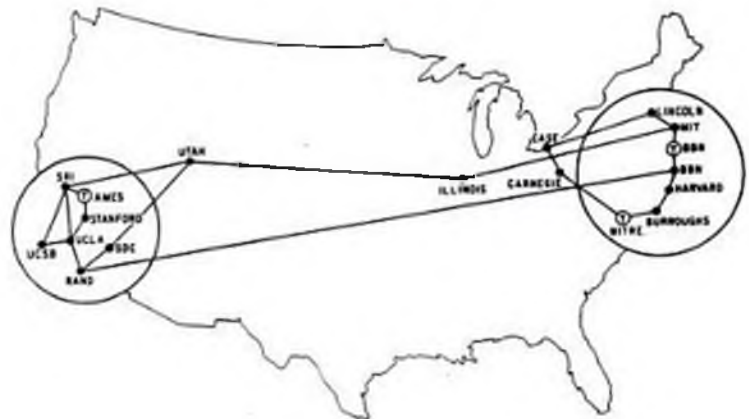 LINCOLN
CASE
MIT
T BBN
UTAH
BBN
SRI
CARNEGIE
ILLINOIS
HARVARD
T AMES
STANFORD
T
BURROUGHS
MITRE
UCLA
UCSB
SDC
RAND